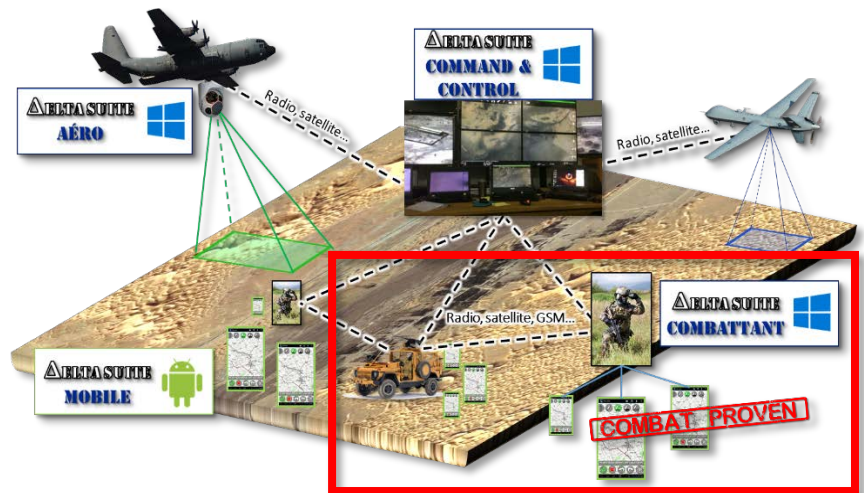 ΔELTA SUITE
COMMAND &
CONTROL
ΔELTA SUITE
AÉRO
Radio, satellite...
Radio, satellite...
Radio, satellite, GSM...
ΔELTA SUITE
COMBATTANT
ΔELTA SUITE
MOBILE
COMBAT PROVEN